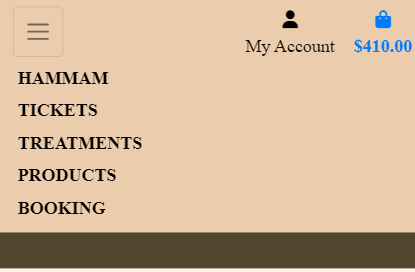 My Account $410.00
HAMMAM
TICKETS
TREATMENTS
PRODUCTS
BOOKING